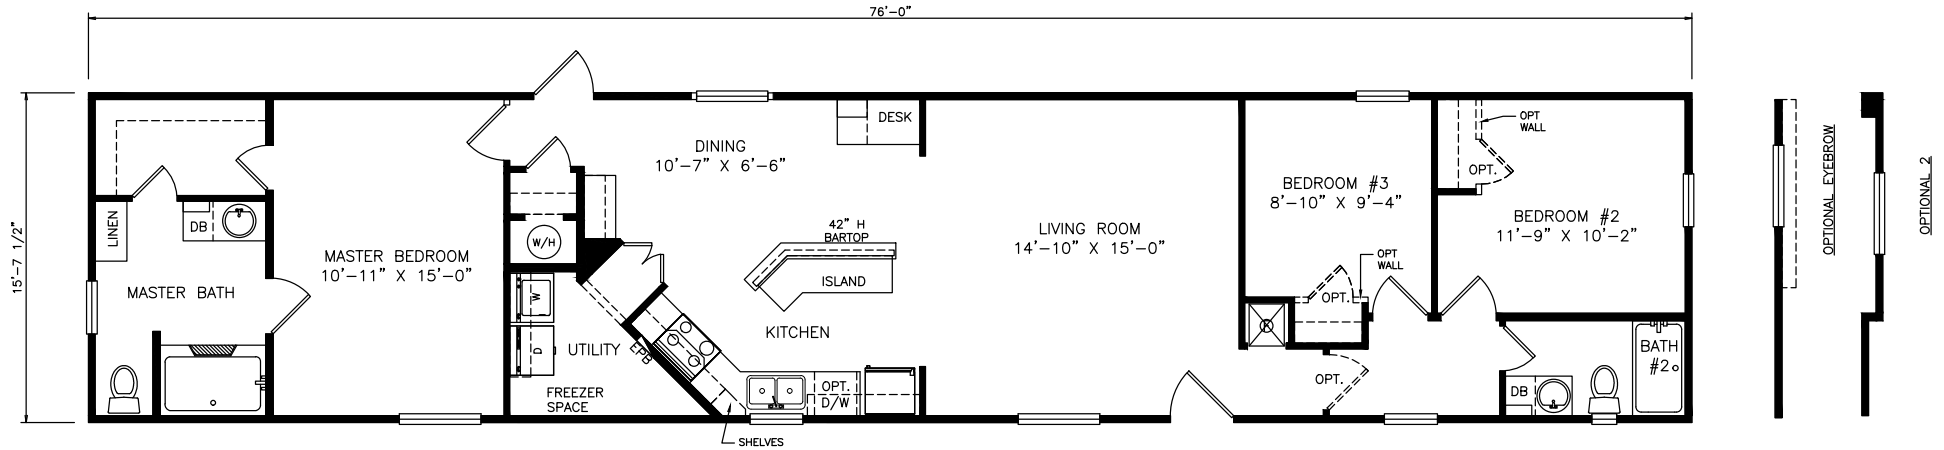 76'-0"
15'-7 1/2"
LINEN
DB
MASTER BATH
MASTER BEDROOM
10'-11" X 15'-0"
W/H
W
D
UTILITY
FREEZER
SPACE
EPB
SHELVES
DINING
10'-7" X 6'-6"
DESK
42" H
BARTOP
ISLAND
KITCHEN
OPT.
D/W
LIVING ROOM
14'-10" X 15'-0"
BEDROOM #3
8'-10" X 9'-4"
OPT
WALL
OPT.
OPT.
OPT
WALL
OPT.
BEDROOM #2
11'-9" X 10'-2"
BATH
#2
DB
OPTIONAL EYEBROW
OPTIONAL 2